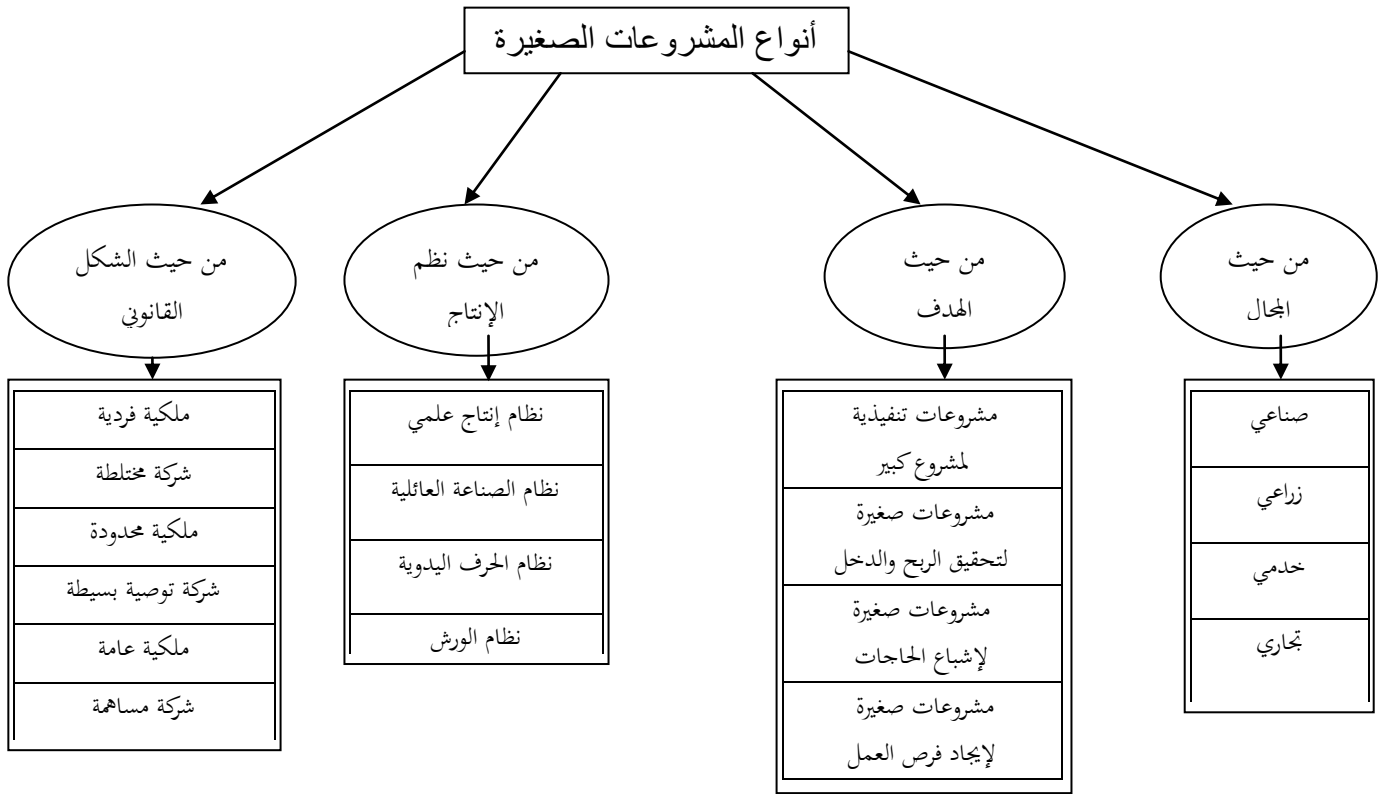 أنواع المشروعات الصغيرة
من حيث
المجال
صناعي
زراعي
خدمي
تجاري
من حيث
الهدف
مشروعات تنفيذية
لمشروع كبير
مشروعات صغيرة
لتحقيق الربح والدخل
مشروعات صغيرة
لإشباع الحاجات
مشروعات صغيرة
لإيجاد فرص العمل
من حيث نظم
الإنتاج
نظام إنتاج علمي
نظام الصناعة العائلية
نظام الحرف اليدوية
نظام الورش
من حيث الشكل
القانوني
ملكية فردية
شركة مختلطة
ملكية محدودة
شركة توصية بسيطة
ملكية عامة
شركة مساهمة